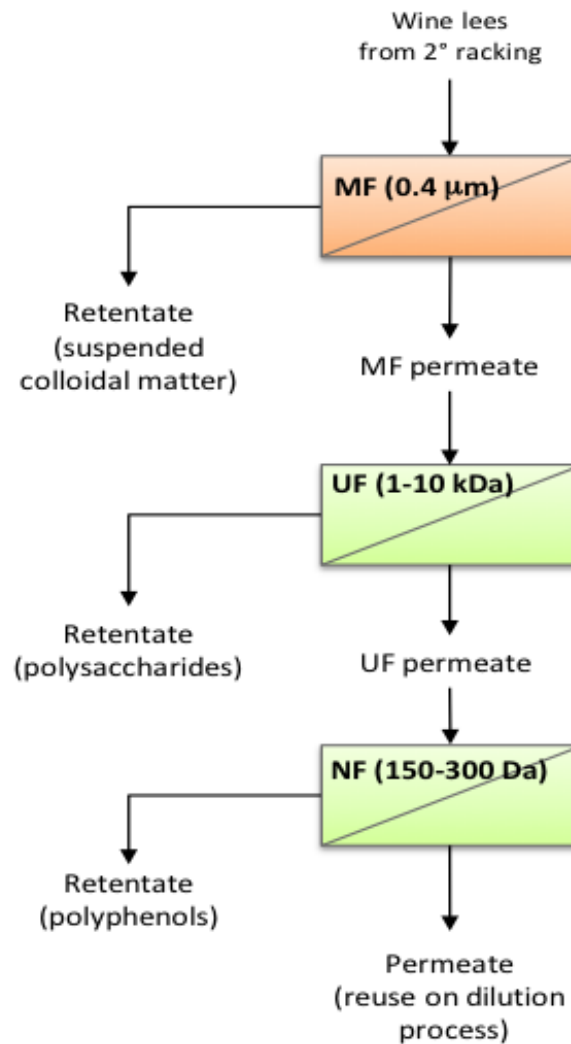 Wine lees
from 2° racking
MF (0.4 μm)
Retentate
(suspended
colloidal matter)
MF permeate
UF (1-10 kDa)
Retentate
(polysaccharides)
UF permeate
NF (150-300 Da)
Retentate
(polyphenols)
Permeate
(reuse on dilution
process)